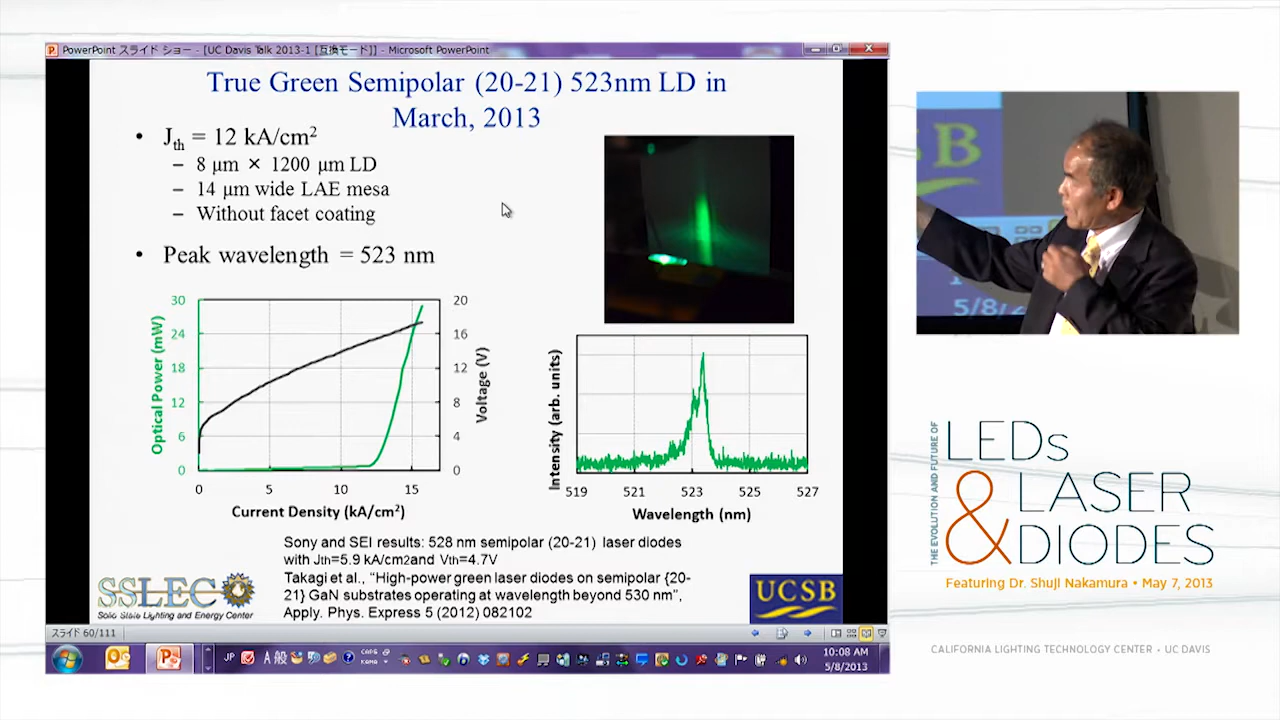 PowerPoint スライド ショー - [UC Davis Talk 2013-1 [互換モード]] - Microsoft PowerPoint
True Green Semipolar (20-21) 523nm LD in
March, 2013
• Jth = 12 kA/cm²
– 8 μm × 1200 μm LD
– 14 μm wide LAE mesa
– Without facet coating
• Peak wavelength = 523 nm
Optical Power (mW)
30
24
18
12
6
0
20
16
12
8
4
0
Voltage (V)
0 5 10 15
Current Density (kA/cm²)
Intensity (arb. units)
519 521 523 525 527
Wavelength (nm)
Sony and SEI results: 528 nm semipolar (20-21) laser diodes
with Jth=5.9 kA/cm2and Vth=4.7V
Takagi et al., “High-power green laser diodes on semipolar {20-
21} GaN substrates operating at wavelength beyond 530 nm”,
Apply. Phys. Express 5 (2012) 082102
SSLEC
Solid State Lighting and Energy Center
UCSB
スライド 60/111
JP A 般 CAPS KANA
10:08 AM
5/8/2013
B
5/8/2
THE EVOLUTION AND FUTURE OF
LEDs
& LASER
DIODES
Featuring Dr. Shuji Nakamura • May 7, 2013
CALIFORNIA LIGHTING TECHNOLOGY CENTER • UC DAVIS